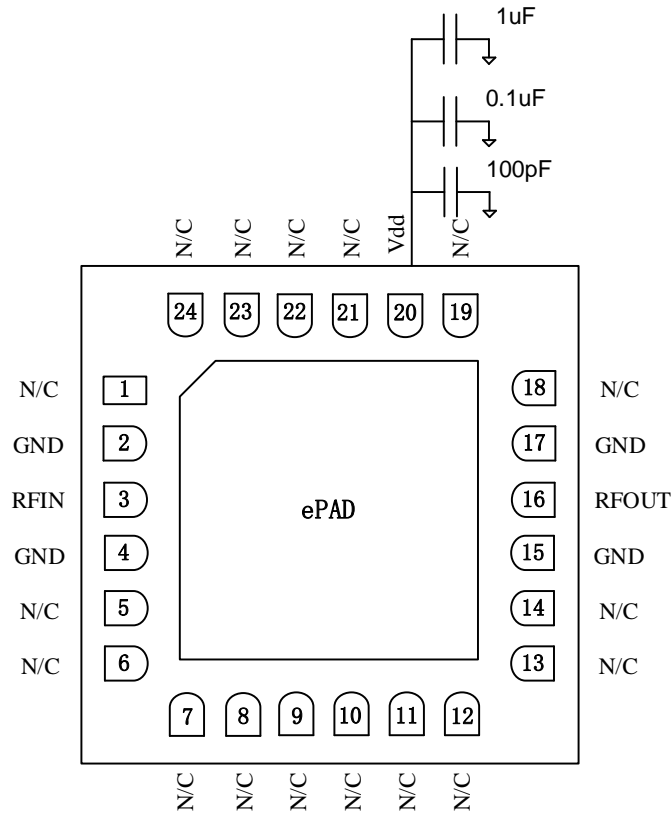 1uF
0.1uF
100pF
N/C N/C N/C N/C Vdd N/C
24 23 22 21 20 19
N/C 1 18 N/C
GND 2 17 GND
RFIN 3 16 RFOUT
ePAD
GND 4 15 GND
N/C 5 14 N/C
N/C 6 13 N/C
7 8 9 10 11 12
N/C N/C N/C N/C N/C N/C